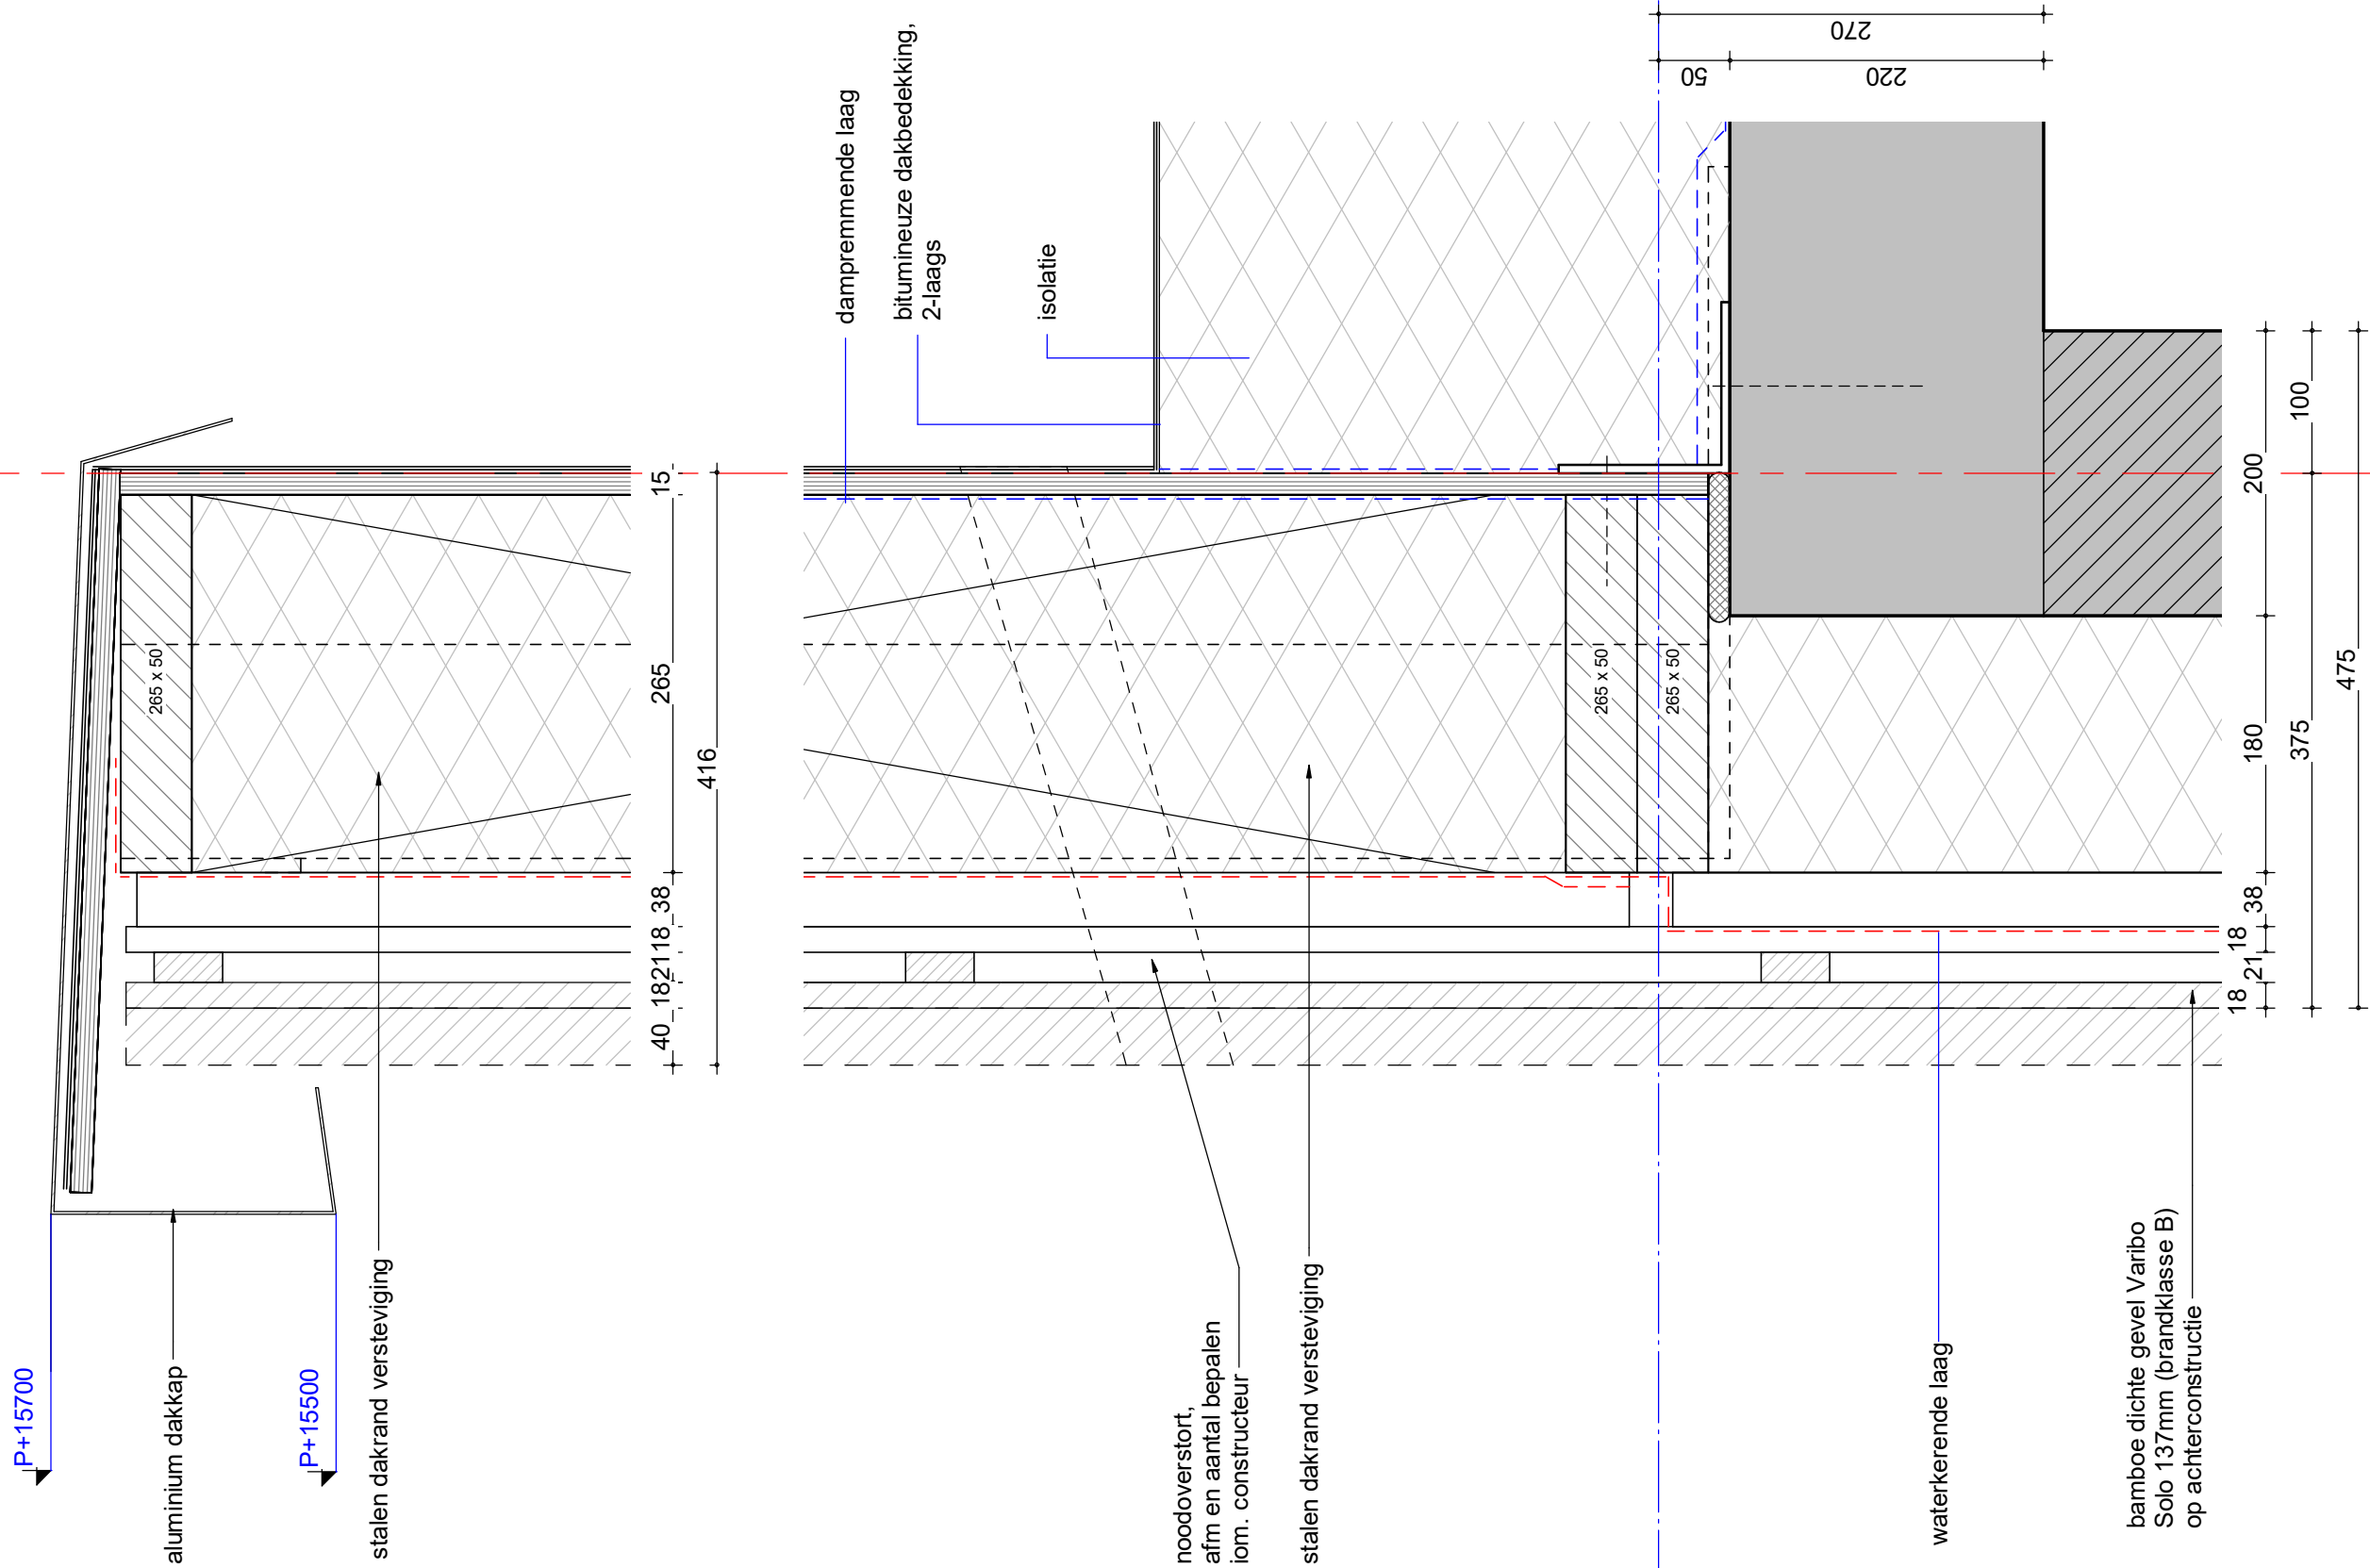 P+15700
aluminium dakkap
P+15500
stalen dakrand versteviging
15
265
38
18
21
18
40
416
265 x 50
dampremmende laag
bitumineuze dakbedekking,
2-laags
isolatie
noodoverstort,
afm en aantal bepalen
iom. constructeur
stalen dakrand versteviging
265 x 50
265 x 50
270
50
220
waterkerende laag
bamboe dichte gevel Varibo
Solo 137mm (brandklasse B)
op achterconstructie
200
180
38
18
21
18
100
375
475